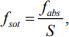 f_sot = f_abs / S,